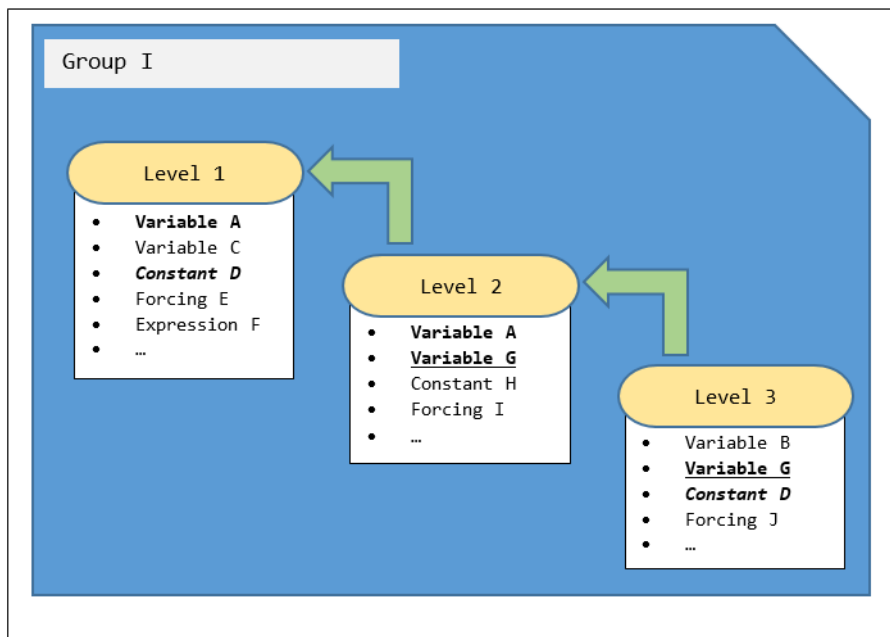 Group I
Level 1
• Variable A
• Variable C
• Constant D
• Forcing E
• Expression F
• …
Level 2
• Variable A
• Variable G
• Constant H
• Forcing I
• …
Level 3
• Variable B
• Variable G
• Constant D
• Forcing J
• …